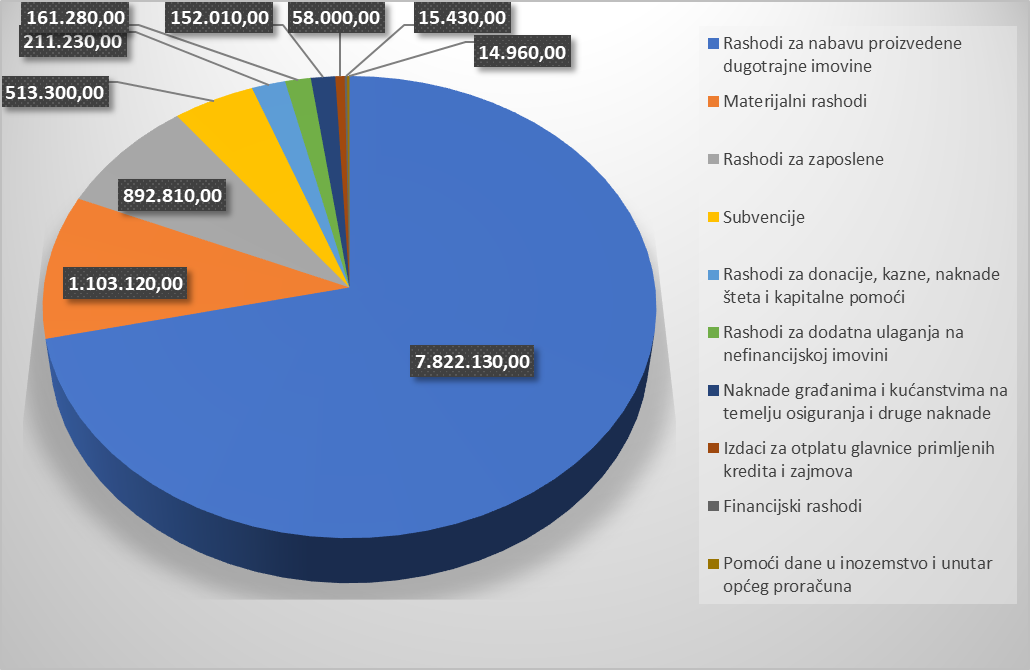 161.280,00
152.010,00
58.000,00
15.430,00
211.230,00
14.960,00
513.300,00
892.810,00
1.103.120,00
7.822.130,00
Rashodi za nabavu proizvedene
dugotrajne imovine
Materijalni rashodi
Rashodi za zaposlene
Subvencije
Rashodi za donacije, kazne, naknade
šteta i kapitalne pomoći
Rashodi za dodatna ulaganja na
nefinancijskoj imovini
Naknade građanima i kućanstvima na
temelju osiguranja i druge naknade
Izdaci za otplatu glavnice primljenih
kredita i zajmova
Financijski rashodi
Pomoći dane u inozemstvo i unutar
općeg proračuna